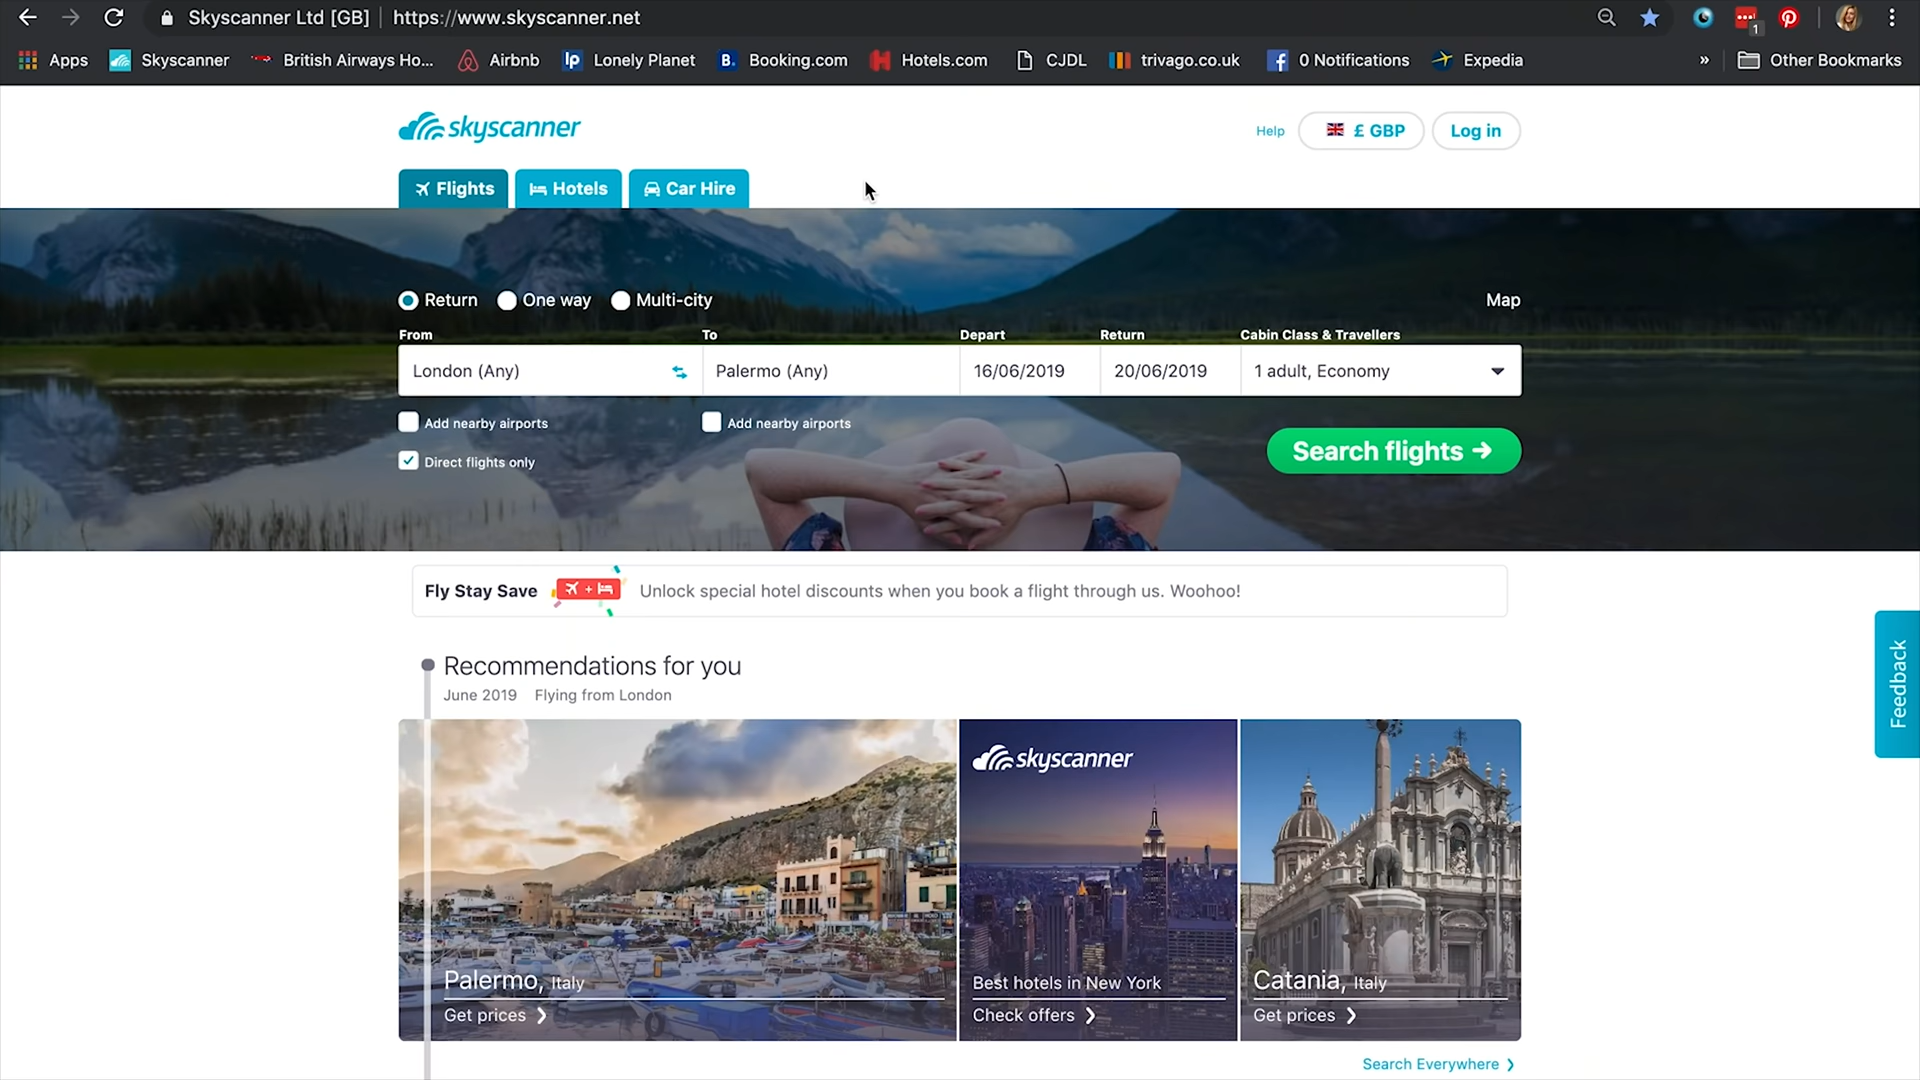 Skyscanner Ltd [GB] | https://www.skyscanner.net
1
Apps Skyscanner British Airways Ho... Airbnb lp Lonely Planet B. Booking.com H Hotels.com CJDL trivago.co.uk 0 Notifications Expedia » Other Bookmarks
skyscanner
Help £ GBP Log in
Flights Hotels Car Hire
Return One way Multi-city Map
From To Depart Return Cabin Class & Travellers
London (Any) Palermo (Any) 16/06/2019 20/06/2019 1 adult, Economy
Add nearby airports Add nearby airports
Search flights
Direct flights only
Fly Stay Save + Unlock special hotel discounts when you book a flight through us. Woohoo!
Feedback
Recommendations for you
June 2019 Flying from London
skyscanner
Palermo, Italy Best hotels in New York Catania, Italy
Get prices Check offers Get prices
Search Everywhere